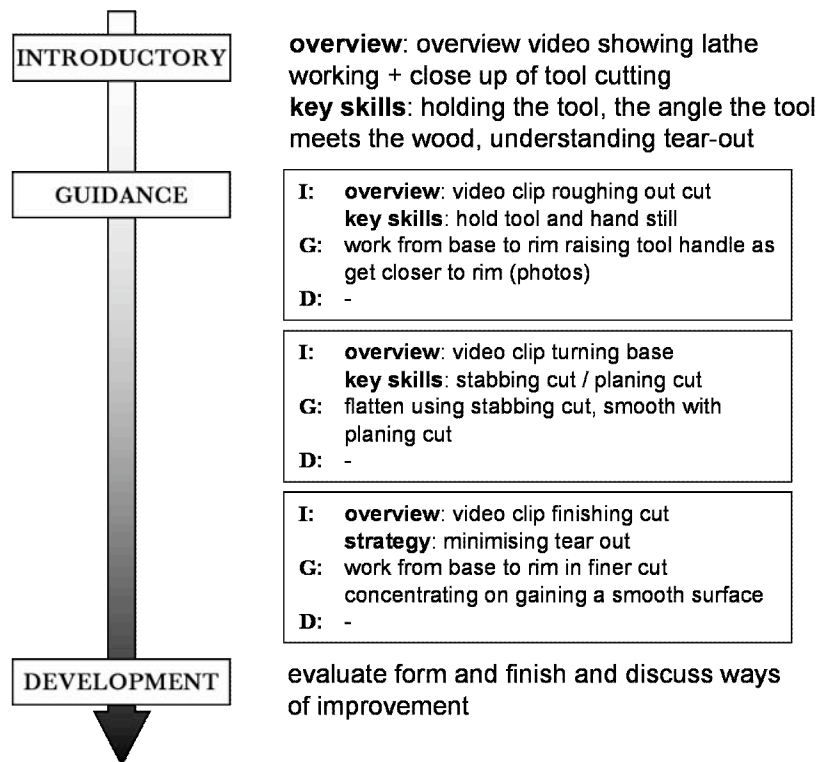 INTRODUCTORY
overview: overview video showing lathe
working + close up of tool cutting
key skills: holding the tool, the angle the tool
meets the wood, understanding tear-out
GUIDANCE
I: overview: video clip roughing out cut
key skills: hold tool and hand still
G: work from base to rim raising tool handle as
get closer to rim (photos)
D: -
I: overview: video clip turning base
key skills: stabbing cut / planing cut
G: flatten using stabbing cut, smooth with
planing cut
D: -
I: overview: video clip finishing cut
strategy: minimising tear out
G: work from base to rim in finer cut
concentrating on gaining a smooth surface
D: -
DEVELOPMENT
evaluate form and finish and discuss ways
of improvement